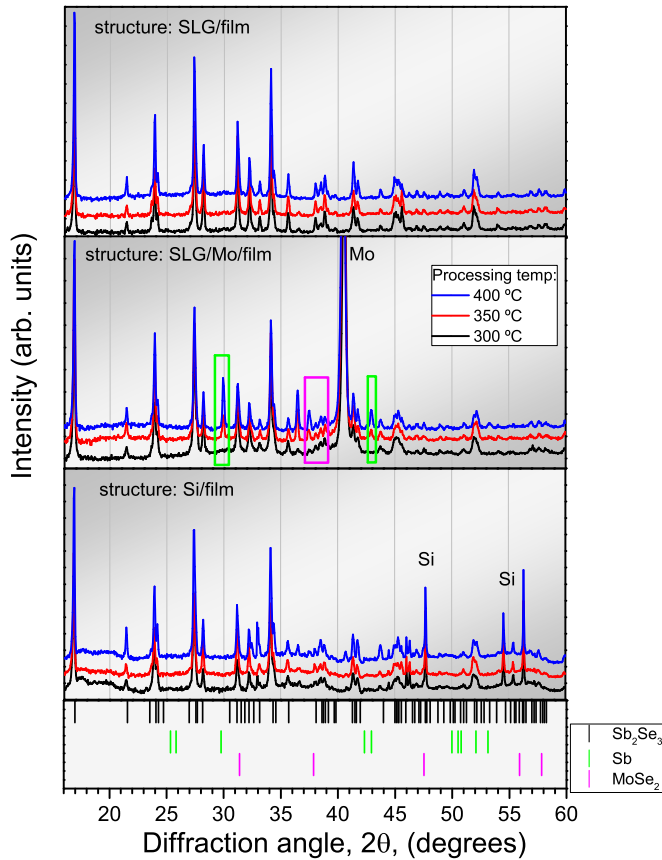 structure: SLG/film
structure: SLG/Mo/film
Mo
Processing temp:
400 ºC
350 ºC
300 ºC
structure: Si/film
Si
Si
Intensity (arb. units)
Sb₂Se₃
Sb
MoSe₂
20 25 30 35 40 45 50 55 60
Diffraction angle, 2θ, (degrees)